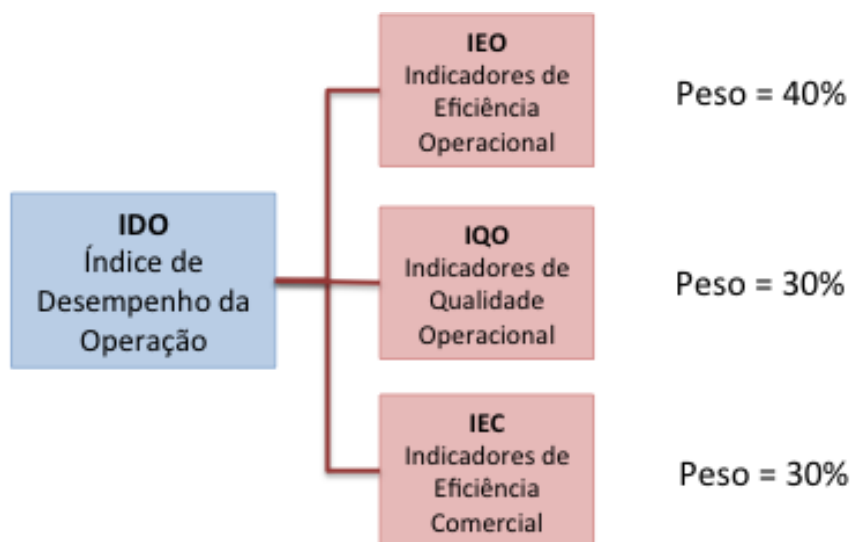 IEO
Indicadores de
Eficiência
Operacional
Peso = 40%
IDO
Índice de
Desempenho da
Operação
IQO
Indicadores de
Qualidade
Operacional
Peso = 30%
IEC
Indicadores de
Eficiência
Comercial
Peso = 30%